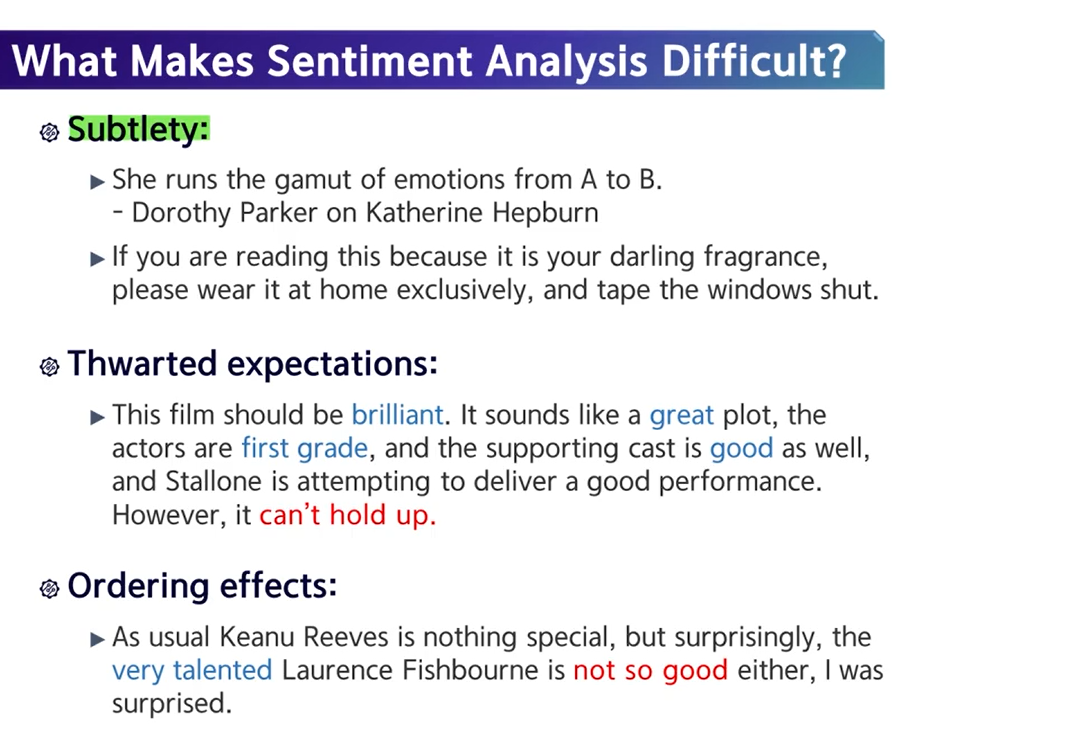 What Makes Sentiment Analysis Difficult?
Subtlety:
She runs the gamut of emotions from A to B.
- Dorothy Parker on Katherine Hepburn
If you are reading this because it is your darling fragrance,
please wear it at home exclusively, and tape the windows shut.
Thwarted expectations:
This film should be brilliant. It sounds like a great plot, the
actors are first grade, and the supporting cast is good as well,
and Stallone is attempting to deliver a good performance.
However, it can't hold up.
Ordering effects:
As usual Keanu Reeves is nothing special, but surprisingly, the
very talented Laurence Fishbourne is not so good either, I was
surprised.